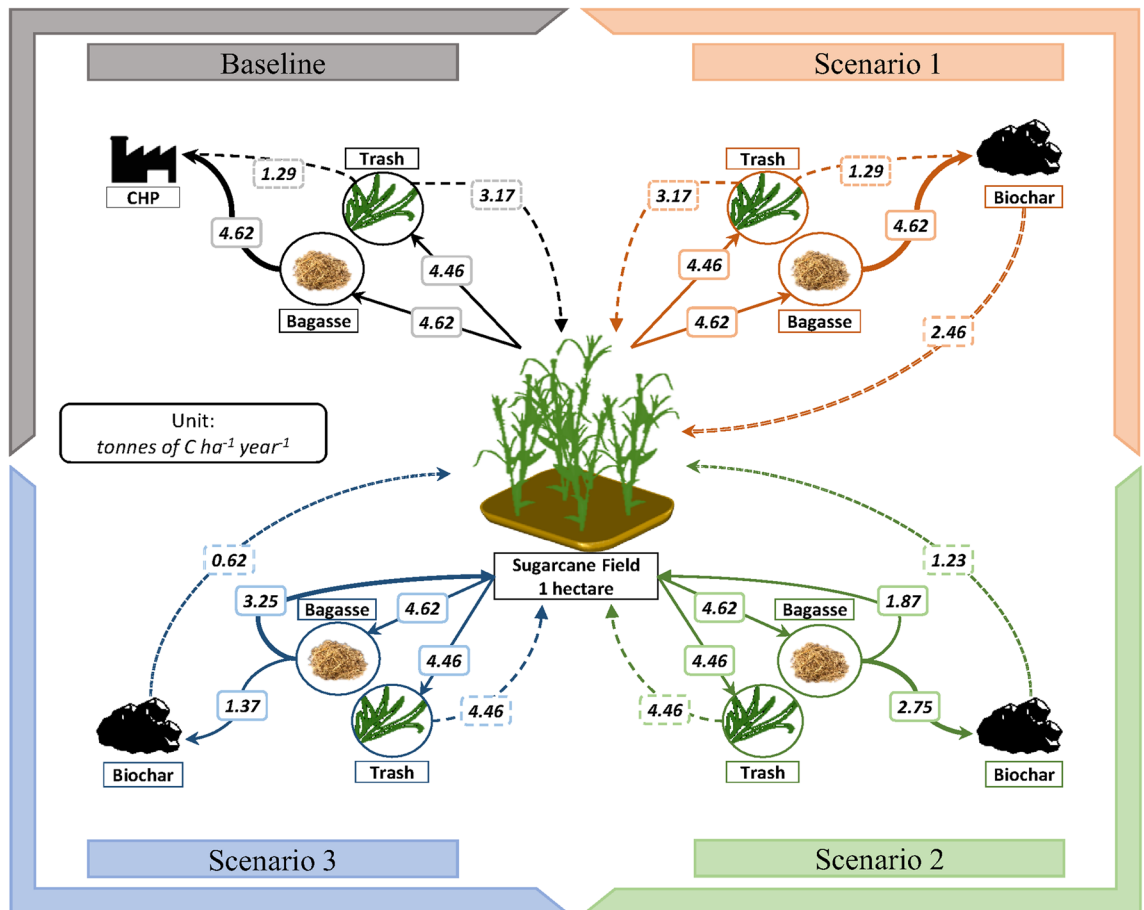 Baseline
Scenario 1
CHP
Trash
1.29
3.17
4.62
4.46
4.62
Bagasse
Trash
3.17
1.29
Biochar
4.62
4.46
4.62
Bagasse
2.46
Unit:
tonnes of C ha⁻¹ year⁻¹
Sugarcane Field
1 hectare
0.62
3.25
Bagasse
4.62
4.46
1.37
4.46
Biochar
Trash
1.23
Bagasse
1.87
4.62
4.46
4.46
2.75
Trash
Biochar
Scenario 3
Scenario 2